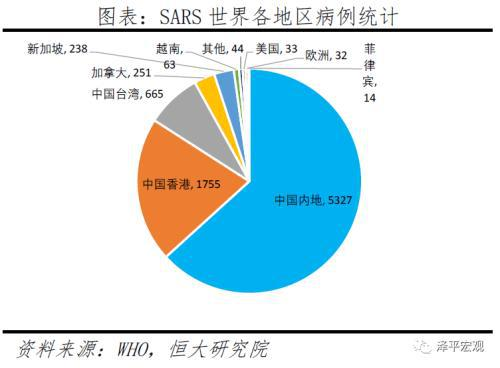 图表：SARS 世界各地区病例统计
新加坡, 238
越南, 63
其他, 44
美国, 33
欧洲, 32
菲律宾, 14
加拿大, 251
中国台湾, 665
中国香港, 1755
中国内地, 5327
资料来源：WHO，恒大研究院
泽平宏观